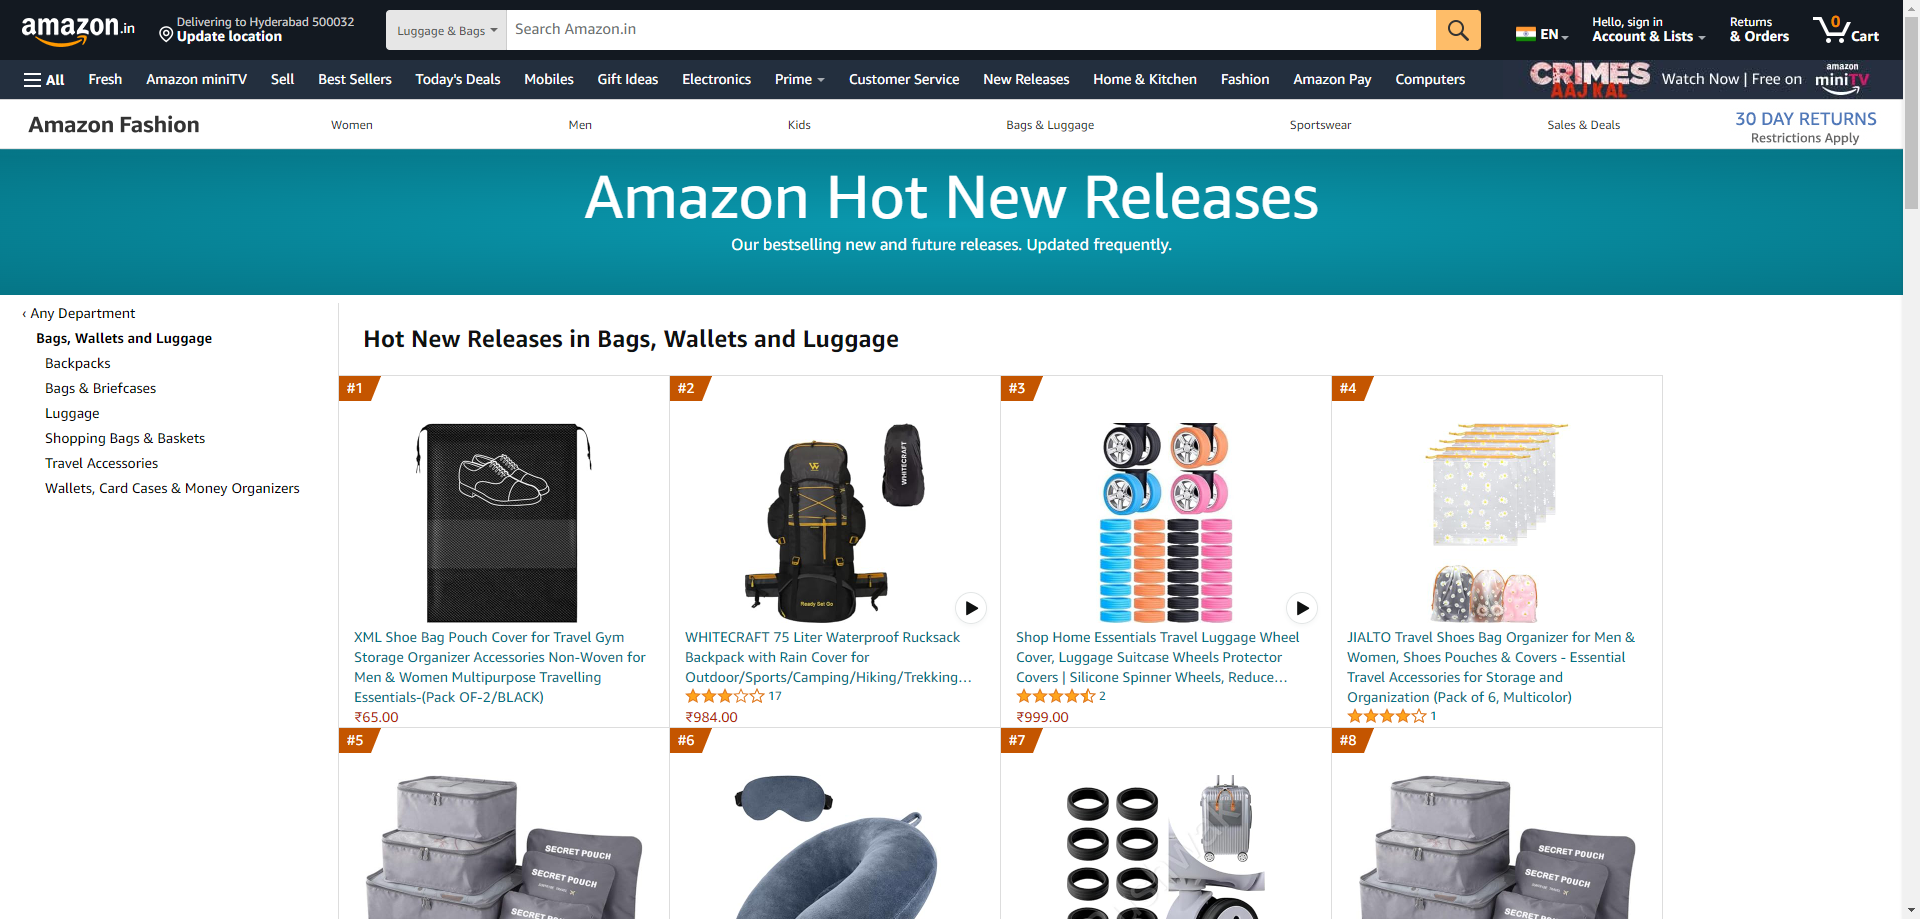 amazon.in
Delivering to Hyderabad 500032
Update location
Luggage & Bags
Search Amazon.in
EN
Hello, sign in
Account & Lists
Returns
& Orders
0
Cart
All
Fresh
Amazon miniTV
Sell
Best Sellers
Today's Deals
Mobiles
Gift Ideas
Electronics
Prime
Customer Service
New Releases
Home & Kitchen
Fashion
Amazon Pay
Computers
CRIMES
AAJ KAL
Watch Now | Free on
amazon
miniTV
Amazon Fashion
Women
Men
Kids
Bags & Luggage
Sportswear
Sales & Deals
30 DAY RETURNS
Restrictions Apply
Amazon Hot New Releases
Our bestselling new and future releases. Updated frequently.
‹ Any Department
Bags, Wallets and Luggage
Backpacks
Bags & Briefcases
Luggage
Shopping Bags & Baskets
Travel Accessories
Wallets, Card Cases & Money Organizers
Hot New Releases in Bags, Wallets and Luggage
#1
XML Shoe Bag Pouch Cover for Travel Gym
Storage Organizer Accessories Non-Woven for
Men & Women Multipurpose Travelling
Essentials-(Pack OF-2/BLACK)
₹65.00
#2
WHITECRAFT
Ready Set Go
WHITECRAFT 75 Liter Waterproof Rucksack
Backpack with Rain Cover for
Outdoor/Sports/Camping/Hiking/Trekking…
17
₹984.00
#3
Shop Home Essentials Travel Luggage Wheel
Cover, Luggage Suitcase Wheels Protector
Covers | Silicone Spinner Wheels, Reduce…
2
₹999.00
#4
JIALTO Travel Shoes Bag Organizer for Men &
Women, Shoes Pouches & Covers - Essential
Travel Accessories for Storage and
Organization (Pack of 6, Multicolor)
1
#5
SECRET POUCH
SECRET POUCH
SECRET POUCH
#6
#7
#8
SECRET POUCH
SECRET POUCH
SECRET POUCH